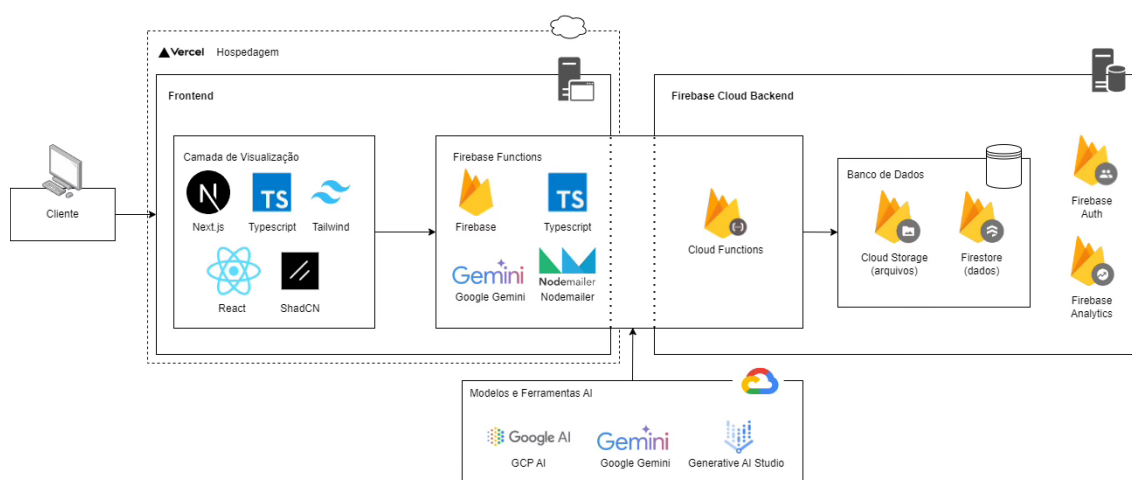 Vercel Hospedagem
Frontend
Firebase Cloud Backend
Cliente
Camada de Visualização
N
TS
Next.js
Typescript
Tailwind
React
ShadCN
Firebase Functions
TS
Firebase
Typescript
Gemini
Google Gemini
Nodemailer
Nodemailer
Cloud Functions
Banco de Dados
Cloud Storage
(arquivos)
Firestore
(dados)
Firebase
Auth
Firebase
Analytics
Modelos e Ferramentas AI
Google AI
GCP AI
Gemini
Google Gemini
Generative AI Studio